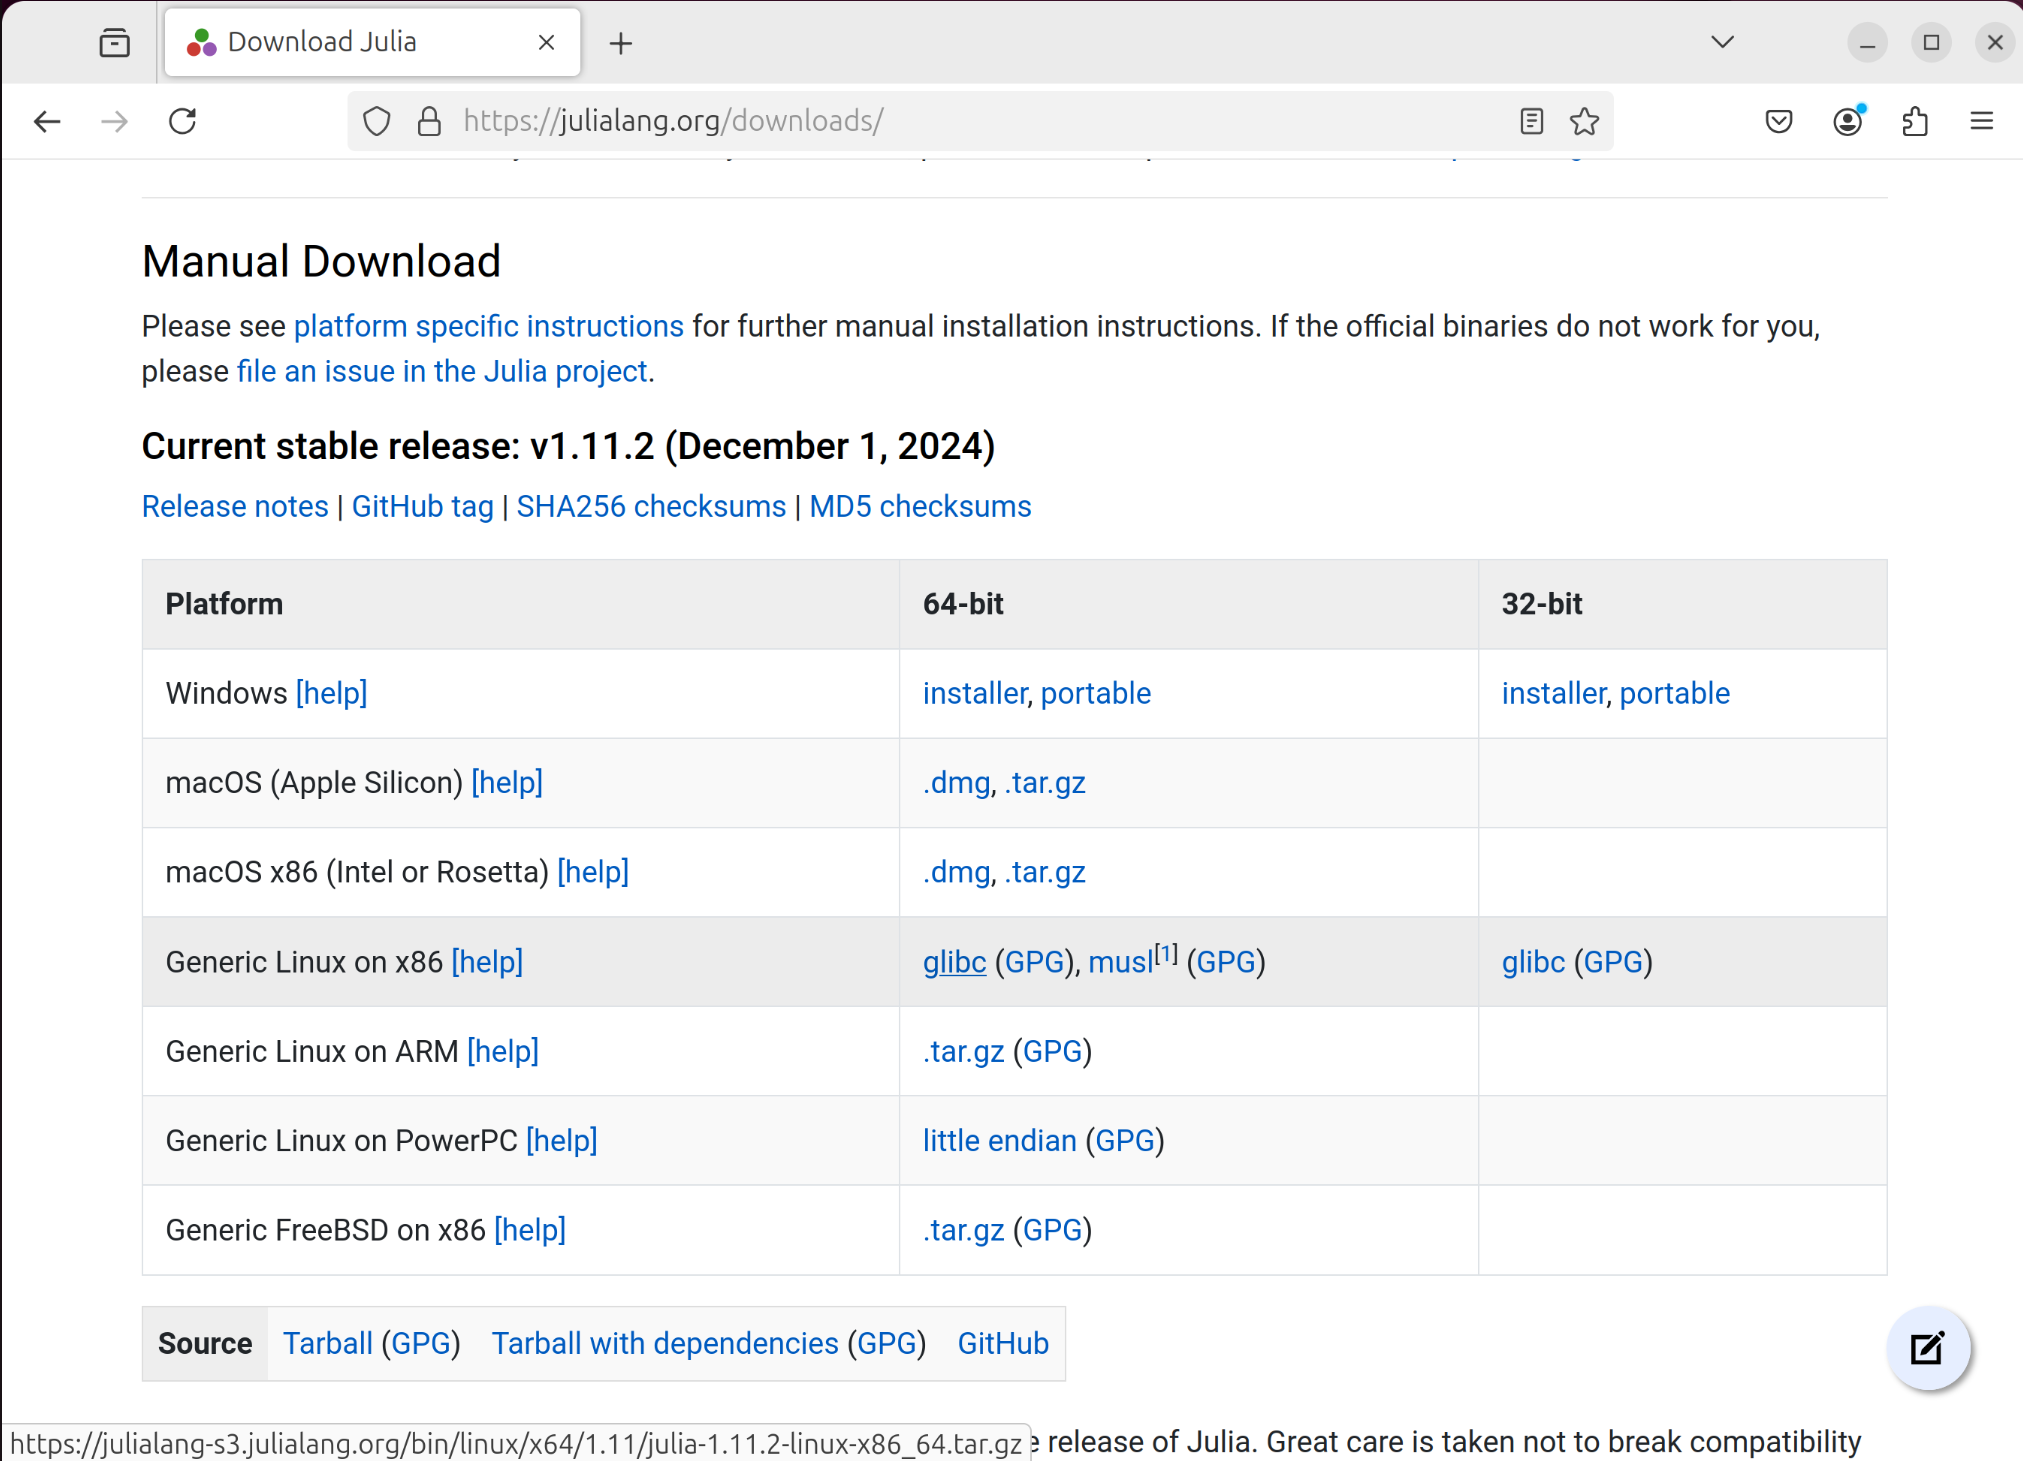 Download Julia
https://julialang.org/downloads/
Manual Download
Please see platform specific instructions for further manual installation instructions. If the official binaries do not work for you,
please file an issue in the Julia project.
Current stable release: v1.11.2 (December 1, 2024)
Release notes | GitHub tag | SHA256 checksums | MD5 checksums
Platform 64-bit 32-bit
Windows [help] installer, portable installer, portable
macOS (Apple Silicon) [help] .dmg, .tar.gz
macOS x86 (Intel or Rosetta) [help] .dmg, .tar.gz
Generic Linux on x86 [help] glibc (GPG), musl[1] (GPG) glibc (GPG)
Generic Linux on ARM [help] .tar.gz (GPG)
Generic Linux on PowerPC [help] little endian (GPG)
Generic FreeBSD on x86 [help] .tar.gz (GPG)
Source Tarball (GPG) Tarball with dependencies (GPG) GitHub
https://julialang-s3.julialang.org/bin/linux/x64/1.11/julia-1.11.2-linux-x86_64.tar.gz release of Julia. Great care is taken not to break compatibility